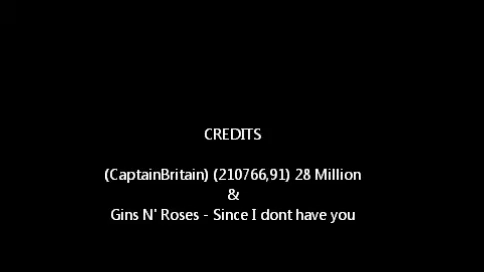 CREDITS
(CaptainBritain) (210766,91) 28 Million
&
Gins N' Roses - Since I dont have you